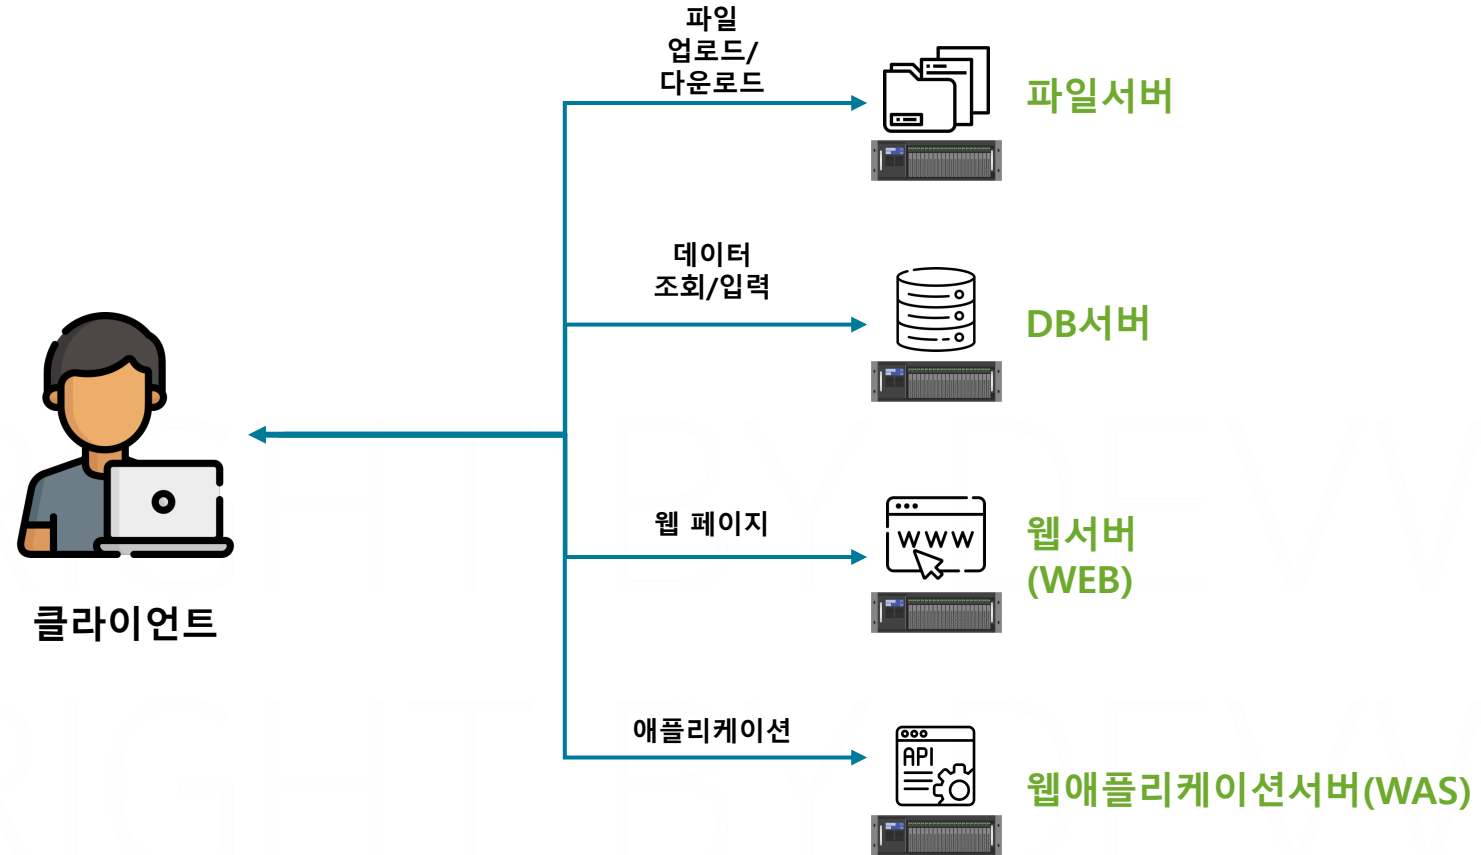 파일
업로드/
다운로드
파일서버
데이터
조회/입력
DB서버
클라이언트
웹 페이지
WWW
웹서버
(WEB)
애플리케이션
API
웹애플리케이션서버(WAS)